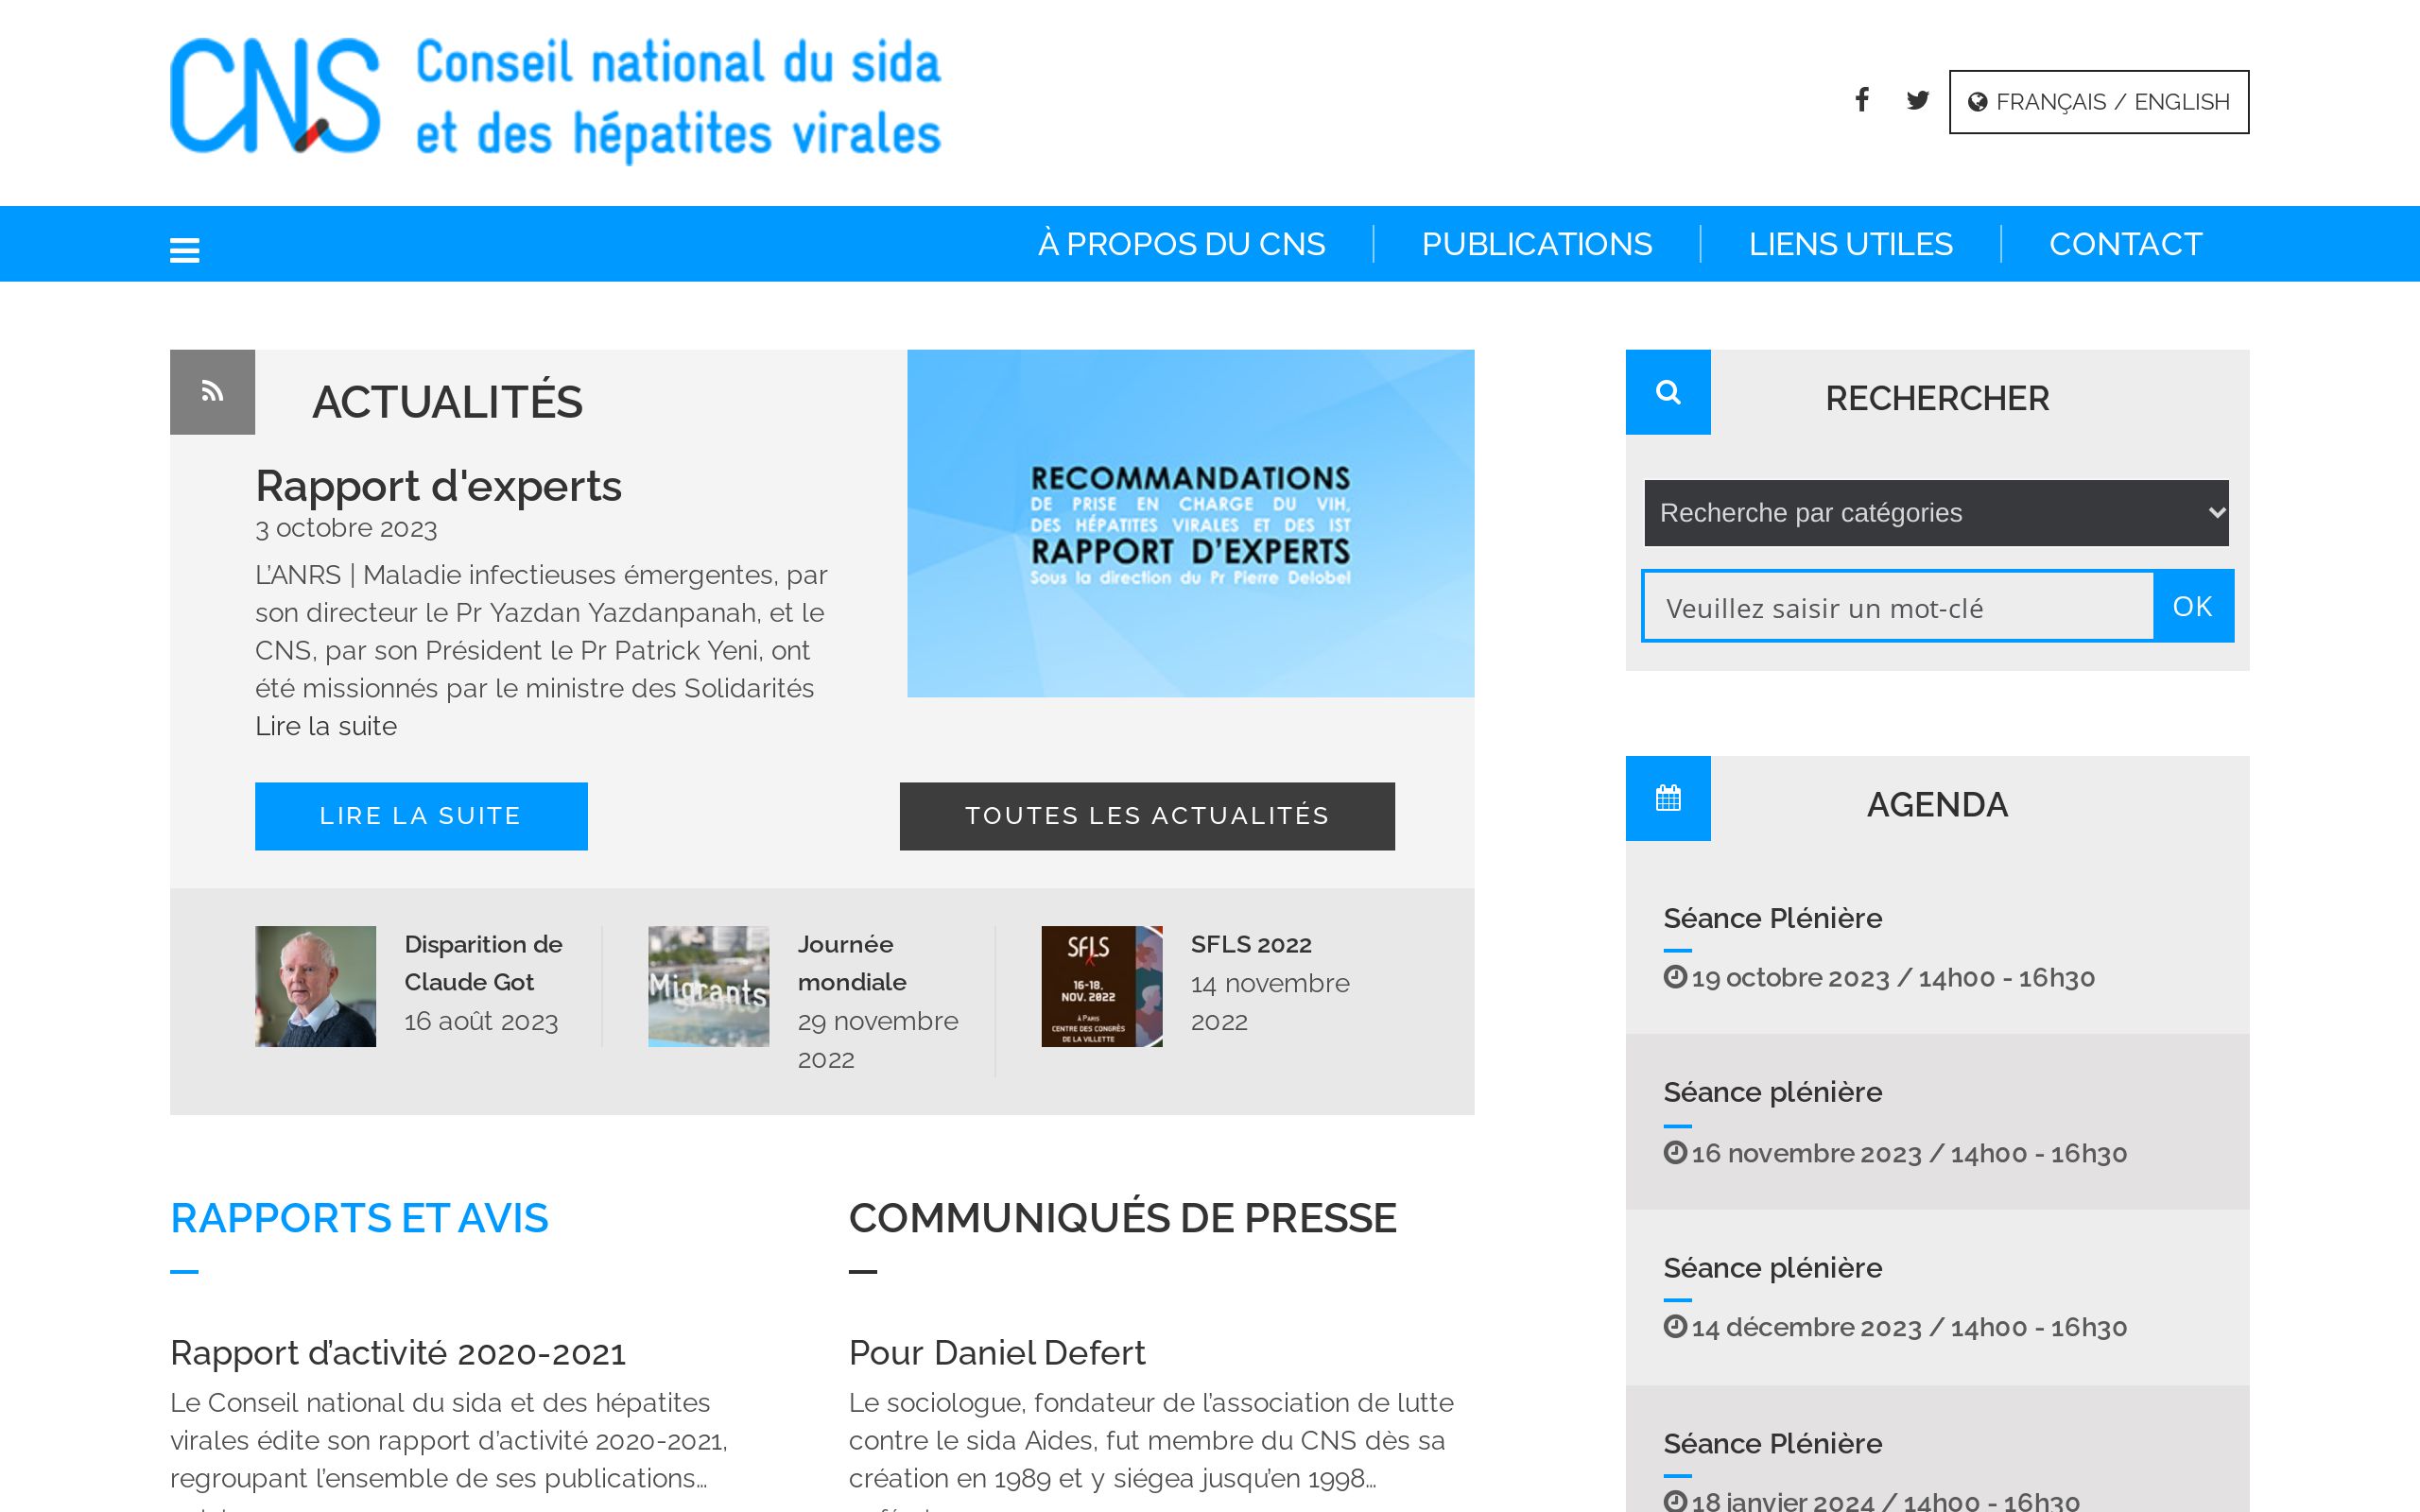 CNS
Conseil national du sida
et des hépatites virales
FRANÇAIS / ENGLISH
À PROPOS DU CNS
PUBLICATIONS
LIENS UTILES
CONTACT
ACTUALITÉS
Rapport d'experts
3 octobre 2023
L’ANRS | Maladie infectieuses émergentes, par
son directeur le Pr Yazdan Yazdanpanah, et le
CNS, par son Président le Pr Patrick Yeni, ont
été missionnés par le ministre des Solidarités
Lire la suite
RECOMMANDATIONS
DE PRISE EN CHARGE DU VIH,
DES HÉPATITES VIRALES ET DES IST
RAPPORT D'EXPERTS
Sous la direction du Pr Pierre Delobel
LIRE LA SUITE
TOUTES LES ACTUALITÉS
Disparition de
Claude Got
16 août 2023
Migrants
Journée
mondiale
29 novembre
2022
SFLS
16-18,
NOV. 2022
À PARIS
CENTRE DES CONGRÈS
DE LA VILLETTE
SFLS 2022
14 novembre
2022
RAPPORTS ET AVIS
Rapport d’activité 2020-2021
Le Conseil national du sida et des hépatites
virales édite son rapport d’activité 2020-2021,
regroupant l’ensemble de ses publications...
COMMUNIQUÉS DE PRESSE
Pour Daniel Defert
Le sociologue, fondateur de l’association de lutte
contre le sida Aides, fut membre du CNS dès sa
création en 1989 et y siégea jusqu’en 1998...
RECHERCHER
Recherche par catégories
Veuillez saisir un mot-clé
OK
AGENDA
Séance Plénière
19 octobre 2023 / 14h00 - 16h30
Séance plénière
16 novembre 2023 / 14h00 - 16h30
Séance plénière
14 décembre 2023 / 14h00 - 16h30
Séance Plénière
18 janvier 2024 / 14h00 - 16h30